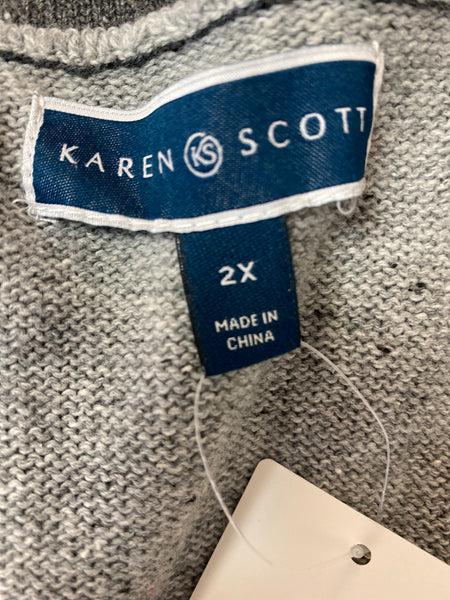 KAREN KS SCOTT
2X
MADE IN
CHINA